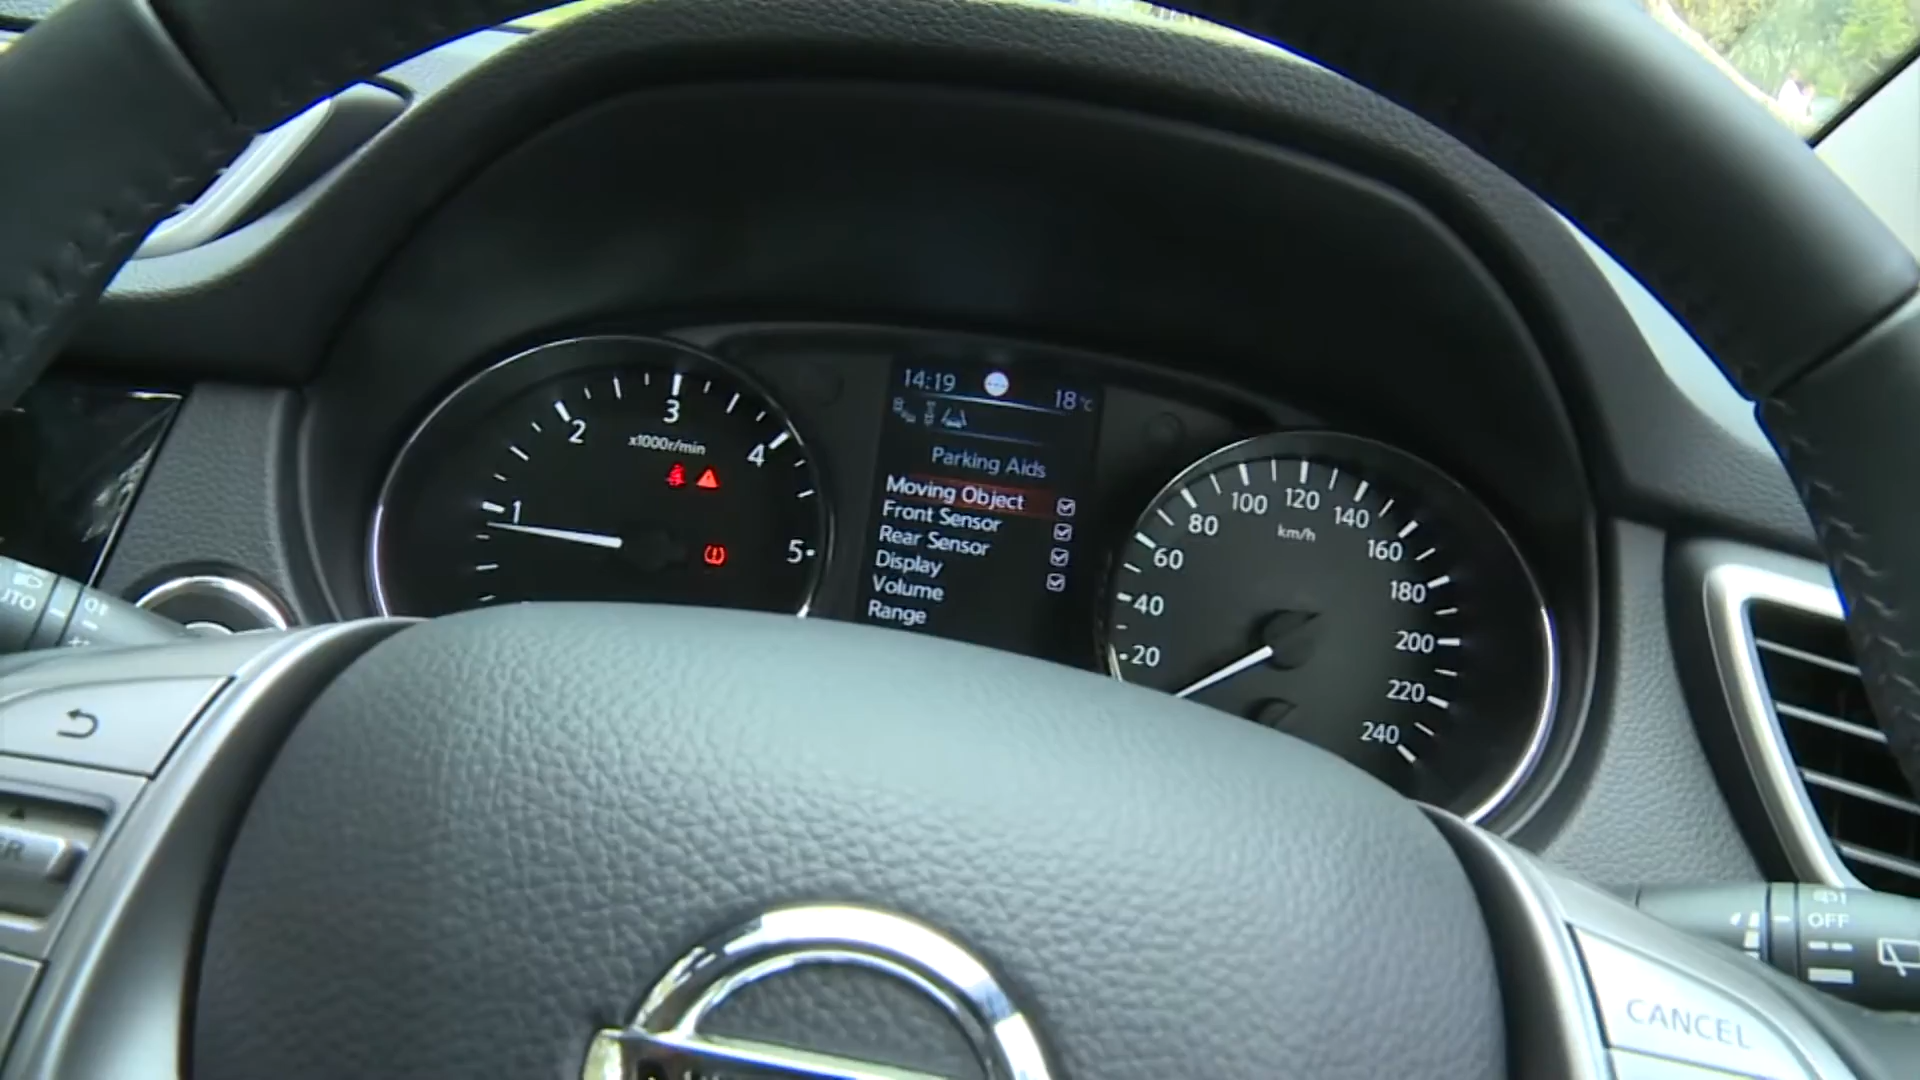 14:19 18°C
Parking Aids
Moving Object
Front Sensor
Rear Sensor
Display
Volume
Range
1
2
3
4
5
x1000r/min
20
40
60
80
100
120
140
160
180
200
220
240
km/h
OFF
CANCEL